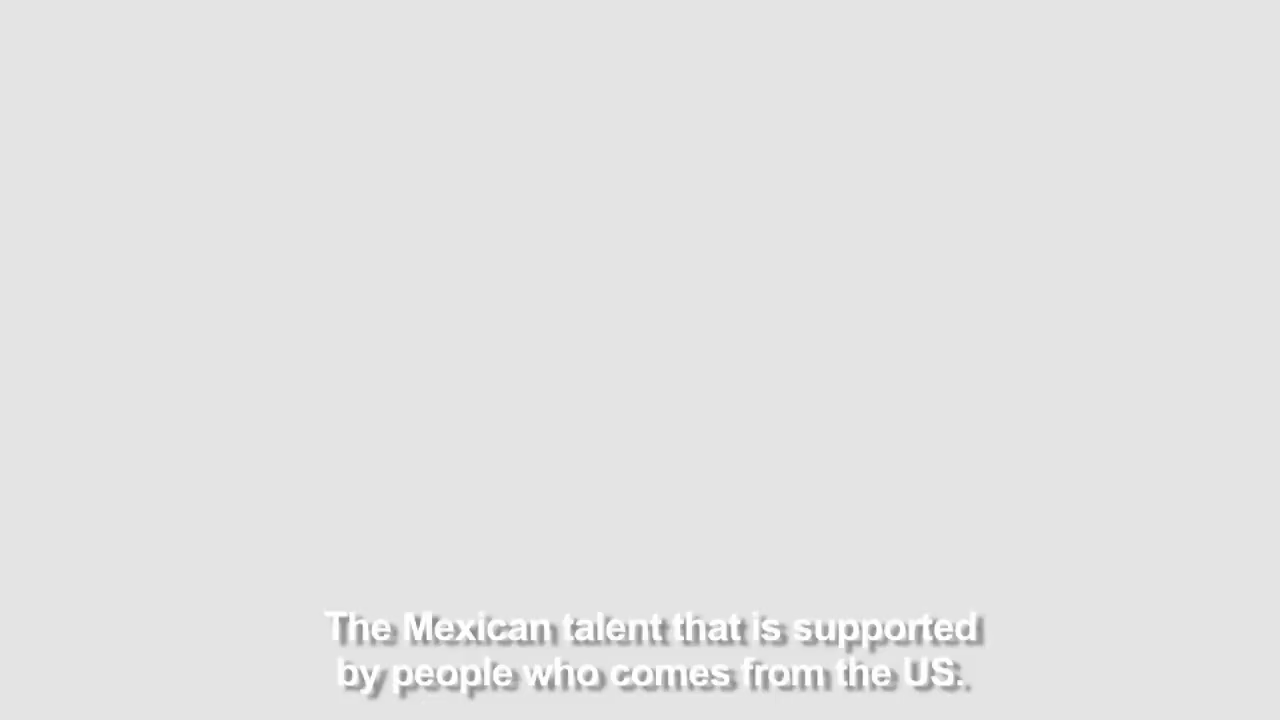 The Mexican talent that is supported
by people who comes from the US.